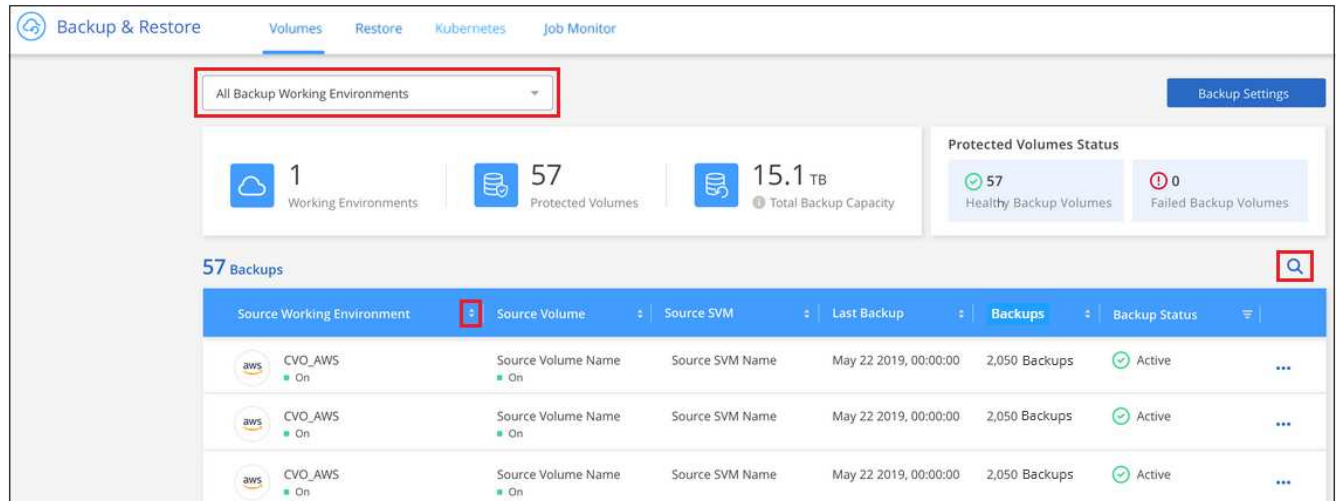 Backup & Restore Volumes Restore Kubernetes Job Monitor
All Backup Working Environments Backup Settings
Protected Volumes Status
1 57 15.1 TB 57 0
Working Environments Protected Volumes Total Backup Capacity Healthy Backup Volumes Failed Backup Volumes
57 Backups
Source Working Environment Source Volume Source SVM Last Backup Backups Backup Status
aws CVO_AWS Source Volume Name Source SVM Name May 22 2019, 00:00:00 2,050 Backups Active
On On
aws CVO_AWS Source Volume Name Source SVM Name May 22 2019, 00:00:00 2,050 Backups Active
On On
aws CVO_AWS Source Volume Name Source SVM Name May 22 2019, 00:00:00 2,050 Backups Active
On On